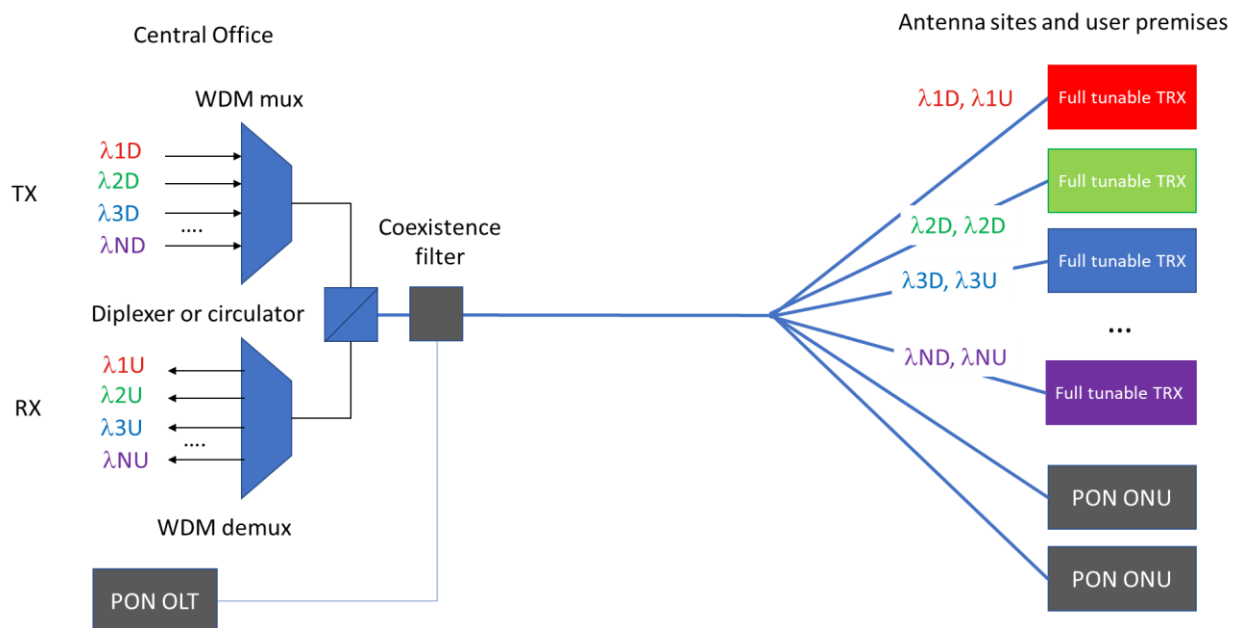 Central Office
Antenna sites and user premises
WDM mux
TX
λ1D
λ2D
λ3D
....
λND
Coexistence
filter
Diplexer or circulator
RX
λ1U
λ2U
λ3U
....
λNU
WDM demux
PON OLT
λ1D, λ1U
Full tunable TRX
λ2D, λ2D
Full tunable TRX
λ3D, λ3U
Full tunable TRX
...
λND, λNU
Full tunable TRX
PON ONU
PON ONU